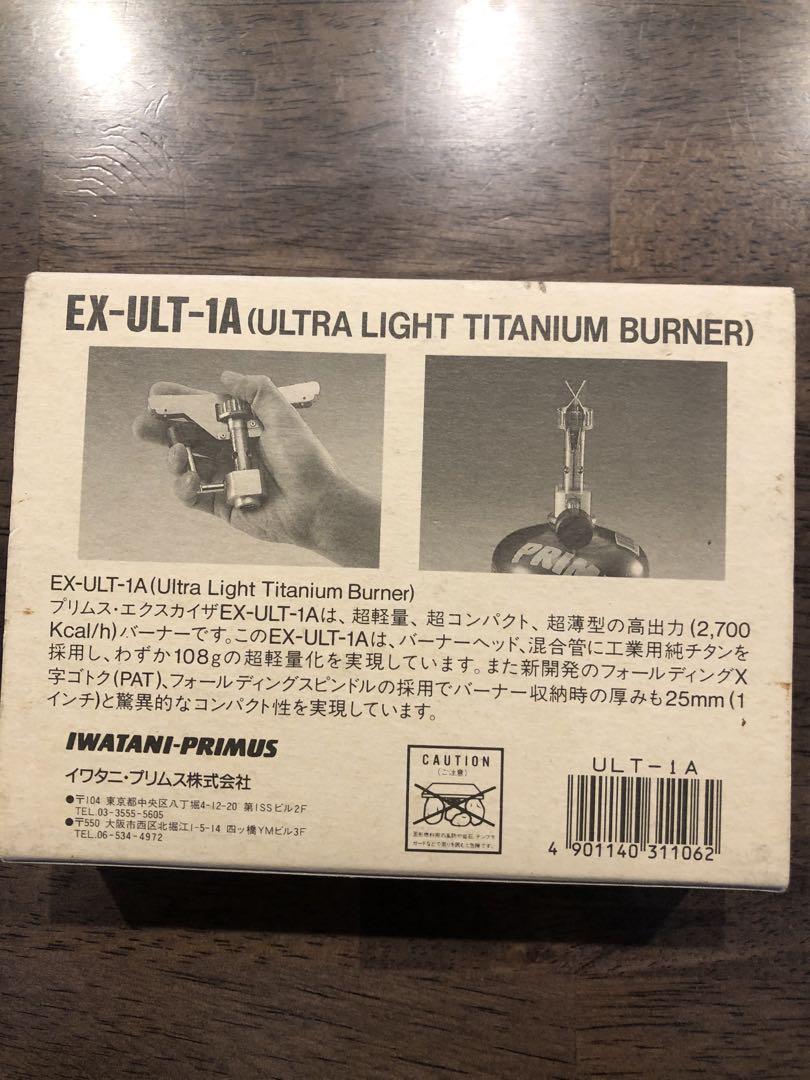 EX-ULT-1A (ULTRA LIGHT TITANIUM BURNER)
PRIM
EX-ULT-1A (Ultra Light Titanium Burner)
プリムス・エクスカイザEX-ULT-1Aは、超軽量、超コンパクト、超薄型の高出力(2,700
Kcal/h)バーナーです。このEX-ULT-1Aは、バーナーヘッド、混合管に工業用純チタンを
採用し、わずか108gの超軽量化を実現しています。また新開発のフォールディングX
字ゴトク(PAT)、フォールディングスピンドルの採用でバーナー収納時の厚みも25mm(1
インチ)と驚異的なコンパクト性を実現しています。
IWATANI-PRIMUS
イワタニ・プリムス株式会社
●〒104 東京都中央区八丁堀4-12-20 第1SSビル2F
TEL.03-3555-5605
●〒550 大阪市西区北堀江1-5-14 四ッ橋YMビル3F
TEL.06-534-4972
CAUTION
(ご注意)
ULT-1A
4 901140 311062